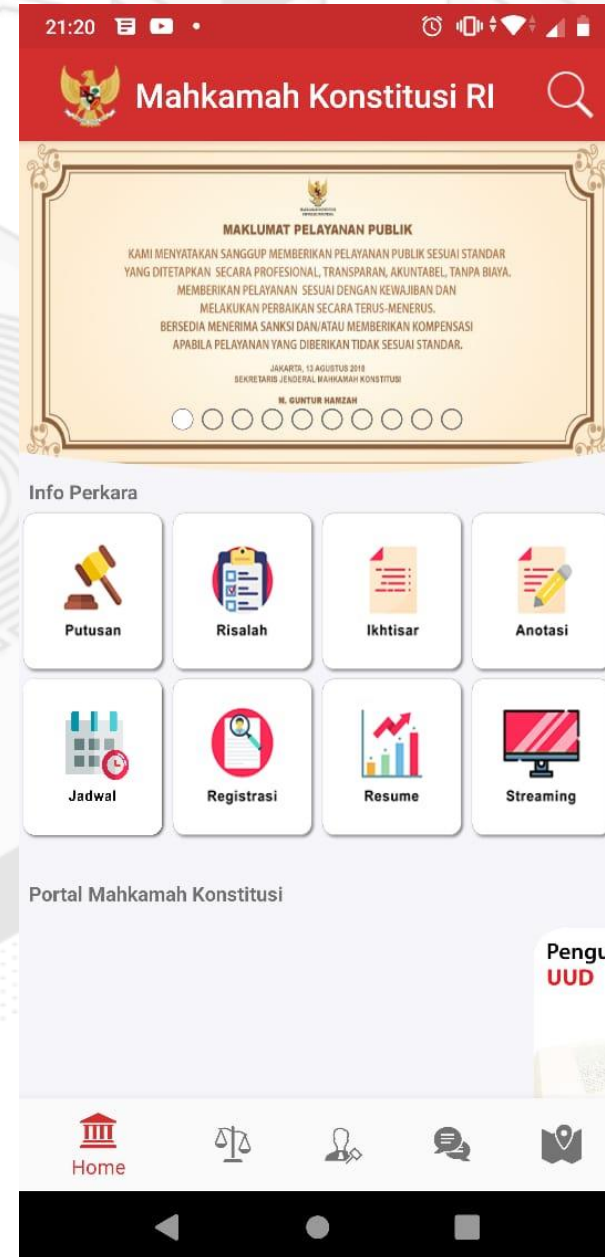 21:20
Mahkamah Konstitusi RI
MAKLUMAT PELAYANAN PUBLIK
KAMI MENYATAKAN SANGGUP MEMBERIKAN PELAYANAN PUBLIK SESUAI STANDAR
YANG DITETAPKAN SECARA PROFESIONAL, TRANSPARAN, AKUNTABEL, TANPA BIAYA.
MEMBERIKAN PELAYANAN SESUAI DENGAN KEWAJIBAN DAN
MELAKUKAN PERBAIKAN SECARA TERUS-MENERUS.
BERSEDIA MENERIMA SANKSI DAN/ATAU MEMBERIKAN KOMPENSASI
APABILA PELAYANAN YANG DIBERIKAN TIDAK SESUAI STANDAR.
JAKARTA, 13 AGUSTUS 2018
SEKRETARIS JENDERAL MAHKAMAH KONSTITUSI
M. GUNTUR HAMZAH
Info Perkara
Putusan
Risalah
Ikhtisar
Anotasi
Jadwal
Registrasi
Resume
Streaming
Portal Mahkamah Konstitusi
Pengu
UUD
Home